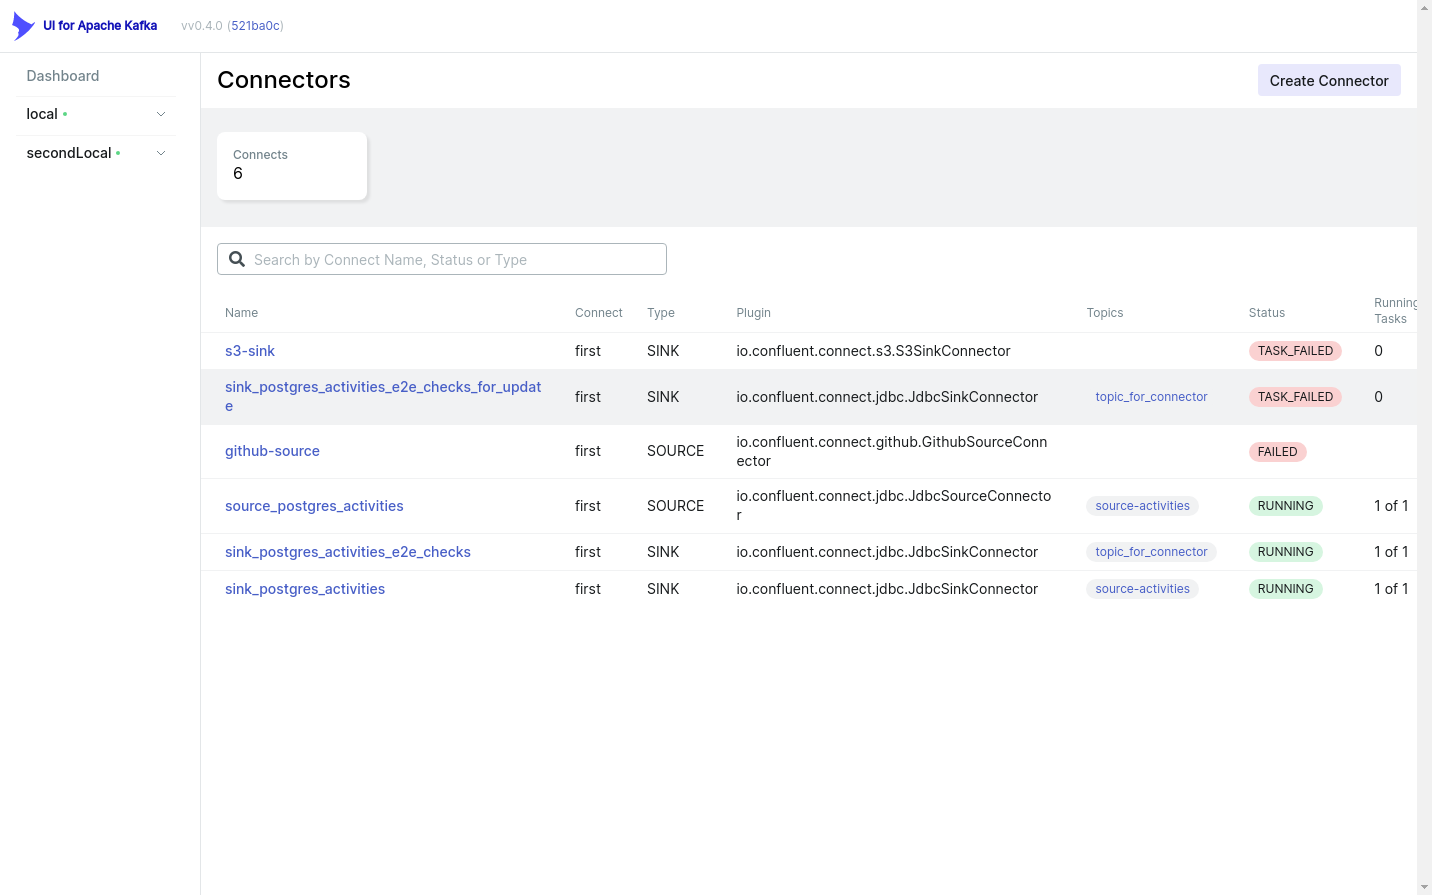 UI for Apache Kafka vv0.4.0 (521ba0c)
Dashboard
local
secondLocal
Connectors
Create Connector
Connects
6
Search by Connect Name, Status or Type
Name Connect Type Plugin Topics Status Running
Tasks
s3-sink first SINK io.confluent.connect.s3.S3SinkConnector TASK_FAILED 0
sink_postgres_activities_e2e_checks_for_updat
e first SINK io.confluent.connect.jdbc.JdbcSinkConnector topic_for_connector TASK_FAILED 0
github-source first SOURCE io.confluent.connect.github.GithubSourceConn
ector FAILED
source_postgres_activities first SOURCE io.confluent.connect.jdbc.JdbcSourceConnecto
r source-activities RUNNING 1 of 1
sink_postgres_activities_e2e_checks first SINK io.confluent.connect.jdbc.JdbcSinkConnector topic_for_connector RUNNING 1 of 1
sink_postgres_activities first SINK io.confluent.connect.jdbc.JdbcSinkConnector source-activities RUNNING 1 of 1